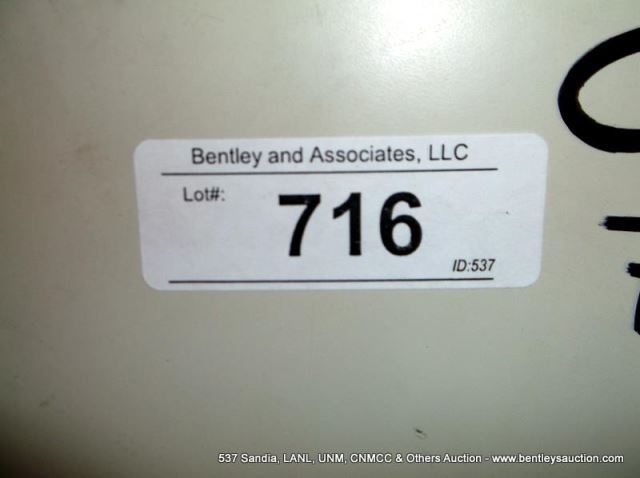 Bentley and Associates, LLC
Lot#:
716
ID:537
537 Sandia, LANL, UNM, CNMCC & Others Auction - www.bentleysauction.com